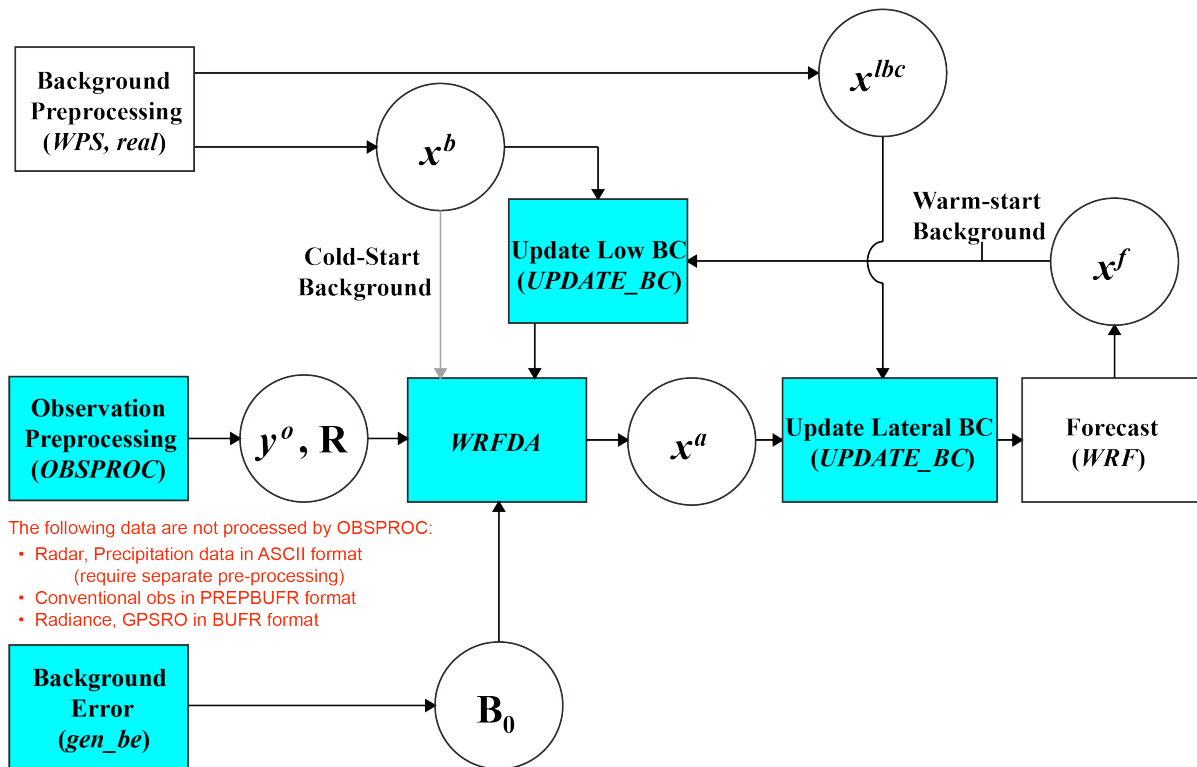 Background
Preprocessing
(WPS, real)
x^b
x^lbc
Cold-Start
Background
Update Low BC
(UPDATE_BC)
Warm-start
Background
x^f
Observation
Preprocessing
(OBSPROC)
y^o, R
WRFDA
x^a
Update Lateral BC
(UPDATE_BC)
Forecast
(WRF)
The following data are not processed by OBSPROC:
• Radar, Precipitation data in ASCII format
(require separate pre-processing)
• Conventional obs in PREPBUFR format
• Radiance, GPSRO in BUFR format
Background
Error
(gen_be)
B_0